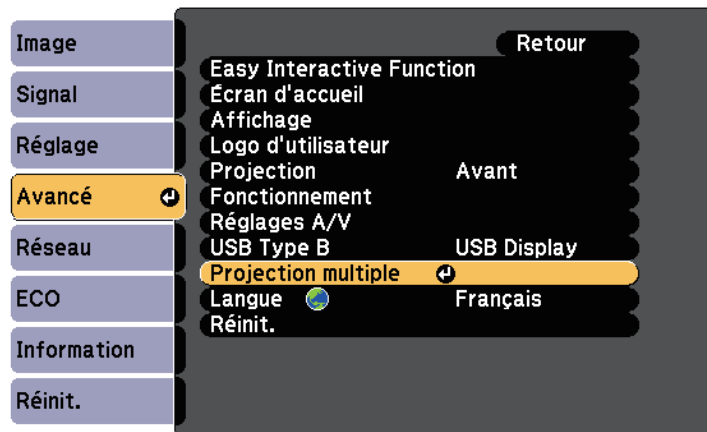 Image
Signal
Réglage
Avancé
Réseau
ECO
Information
Réinit.
Retour
Easy Interactive Function
Écran d'accueil
Affichage
Logo d'utilisateur
Projection Avant
Fonctionnement
Réglages A/V
USB Type B USB Display
Projection multiple
Langue Français
Réinit.